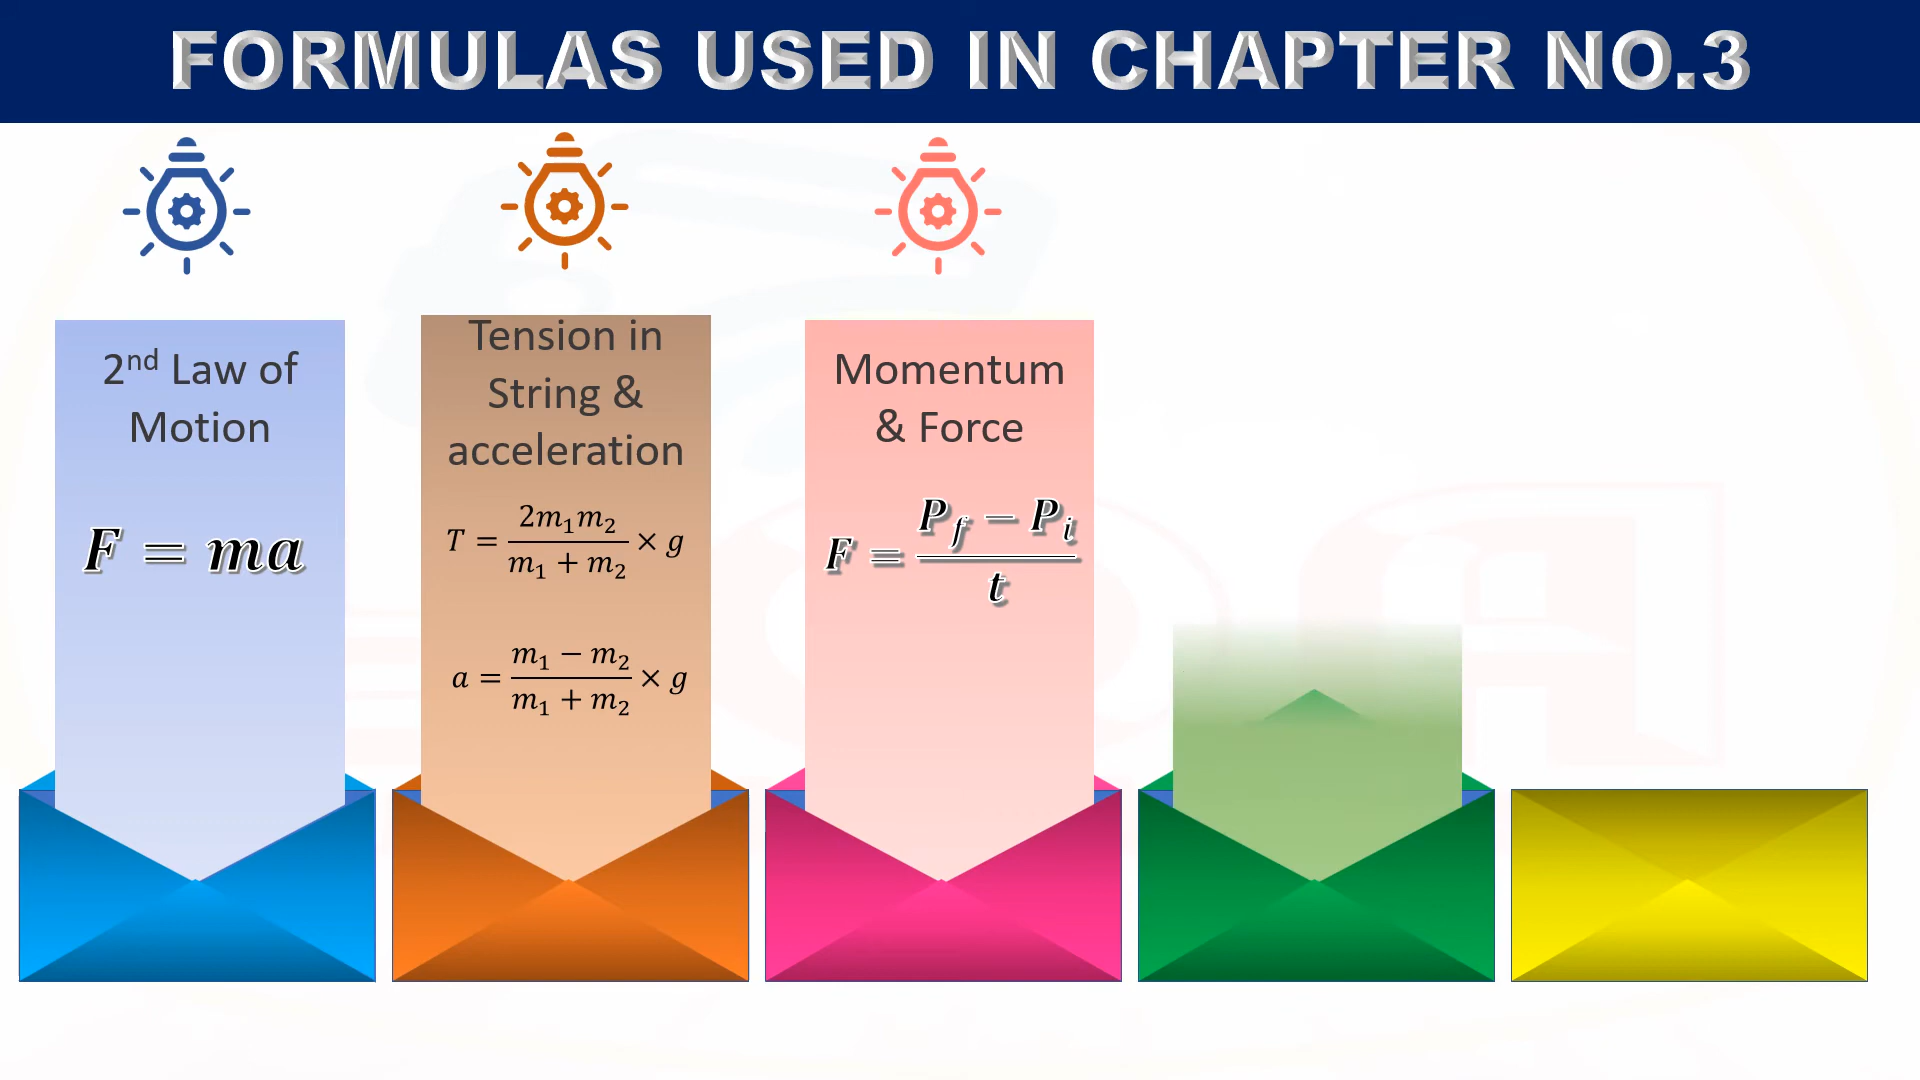 FORMULAS USED IN CHAPTER NO.3
2nd Law of
Motion
F = ma
Tension in
String &
acceleration
T = 2m₁m₂ / m₁ + m₂ × g
a = m₁ − m₂ / m₁ + m₂ × g
Momentum
& Force
F = P_f − P_i / t